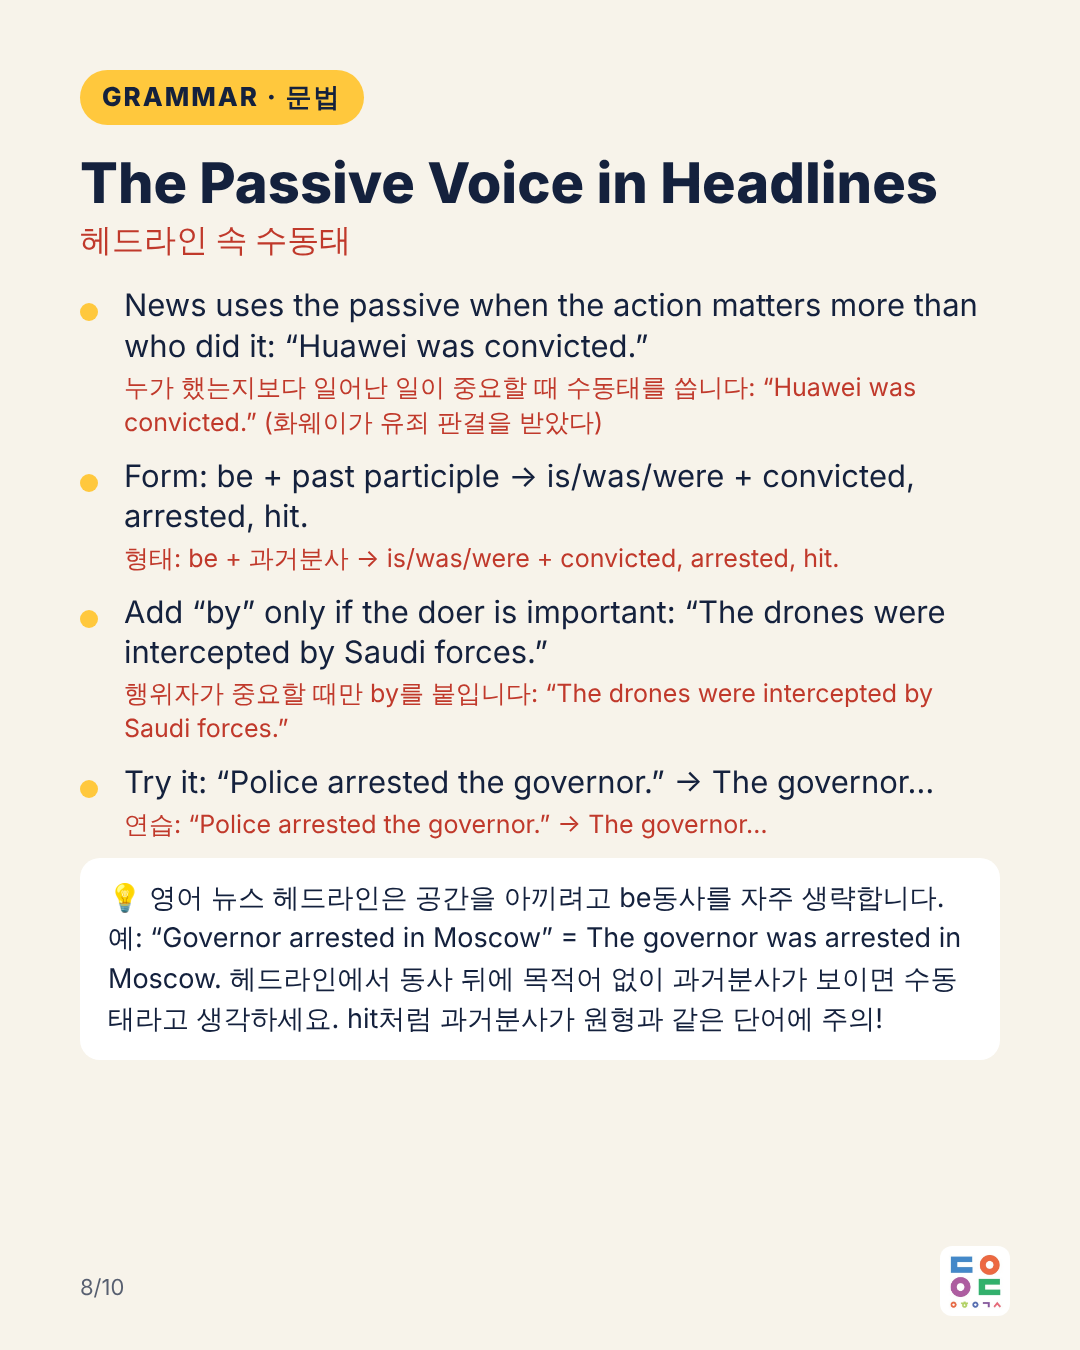 GRAMMAR · 문법
The Passive Voice in Headlines
헤드라인 속 수동태
News uses the passive when the action matters more than
who did it: “Huawei was convicted.”
누가 했는지보다 일어난 일이 중요할 때 수동태를 씁니다: “Huawei was
convicted.” (화웨이가 유죄 판결을 받았다)
Form: be + past participle → is/was/were + convicted,
arrested, hit.
형태: be + 과거분사 → is/was/were + convicted, arrested, hit.
Add “by” only if the doer is important: “The drones were
intercepted by Saudi forces.”
행위자가 중요할 때만 by를 붙입니다: “The drones were intercepted by
Saudi forces.”
Try it: “Police arrested the governor.” → The governor...
연습: “Police arrested the governor.” → The governor...
💡 영어 뉴스 헤드라인은 공간을 아끼려고 be동사를 자주 생략합니다.
예: “Governor arrested in Moscow” = The governor was arrested in
Moscow. 헤드라인에서 동사 뒤에 목적어 없이 과거분사가 보이면 수동
태라고 생각하세요. hit처럼 과거분사가 원형과 같은 단어에 주의!
8/10
ㄷㅇ
ㅇㄷ
ㅇㅎㅇㄱㅅ